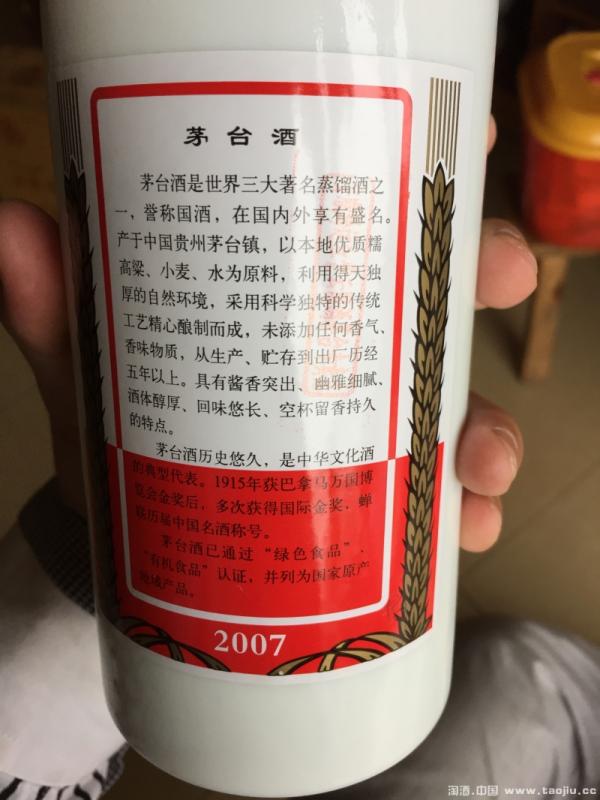 茅台酒
茅台酒是世界三大著名蒸馏酒之
一，誉称国酒，在国内外享有盛名。
产于中国贵州茅台镇，以本地优质糯
高粱、小麦、水为原料，利用得天独
厚的自然环境，采用科学独特的传统
工艺精心酿制而成，未添加任何香气、
香味物质，从生产、贮存到出厂历经
五年以上。具有酱香突出、幽雅细腻、
酒体醇厚、回味悠长、空杯留香持久
的特点。
茅台酒历史悠久，是中华文化酒
的典型代表。1915年获巴拿马万国博
览会金奖后，多次获得国际金奖，蝉
联历届中国名酒称号。
茅台酒已通过“绿色食品”、
“有机食品”认证，并列为国家原产
地域产品。
2007
淘酒.中国 www.taojiu.cc